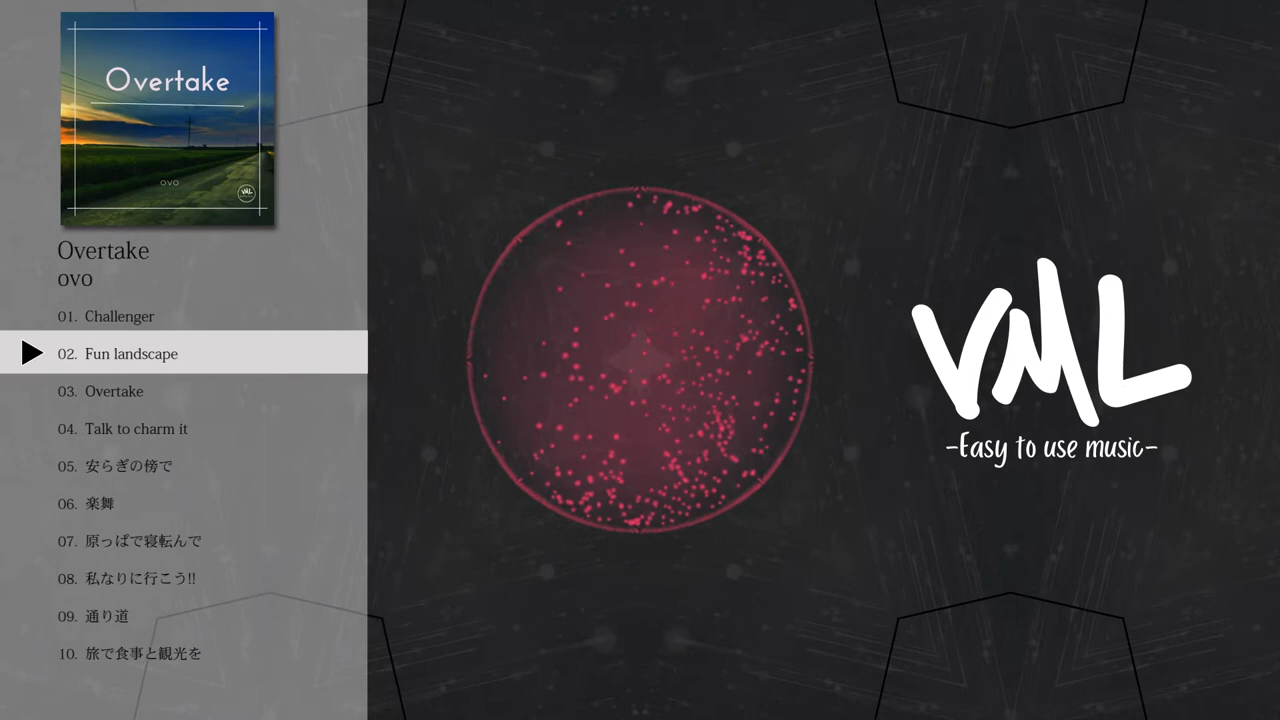 Overtake
ovo
VML
Overtake
ovo
01. Challenger
02. Fun landscape
03. Overtake
04. Talk to charm it
05. 安らぎの傍で
06. 楽舞
07. 原っぱで寝転んで
08. 私なりに行こう!!
09. 通り道
10. 旅で食事と観光を
VML
-Easy to use music-